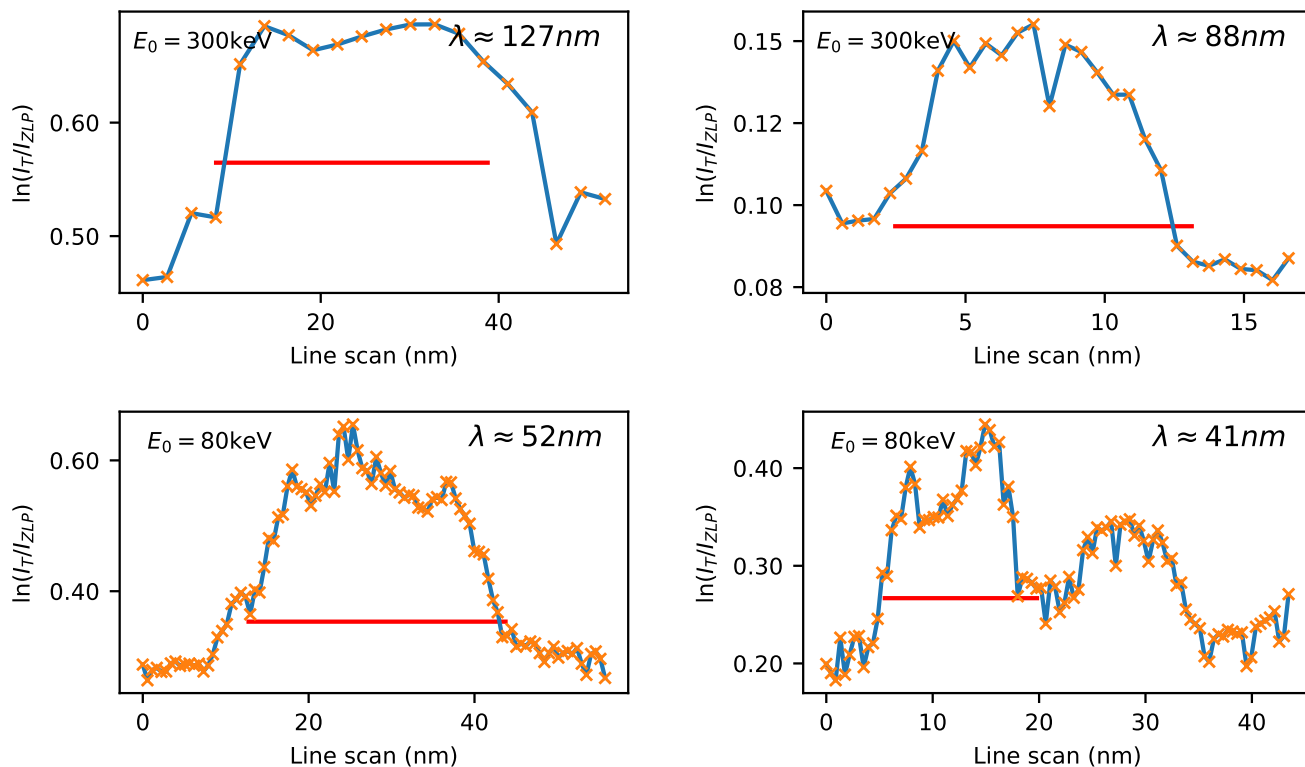 E₀ = 300keV
λ ≈ 127nm
0.60
0.50
ln(I_T/I_ZLP)
0
20
40
Line scan (nm)
E₀ = 300keV
λ ≈ 88nm
0.15
0.12
0.10
0.08
ln(I_T/I_ZLP)
0
5
10
15
Line scan (nm)
E₀ = 80keV
λ ≈ 52nm
0.60
0.40
ln(I_T/I_ZLP)
0
20
40
Line scan (nm)
E₀ = 80keV
λ ≈ 41nm
0.40
0.30
0.20
ln(I_T/I_ZLP)
0
10
20
30
40
Line scan (nm)